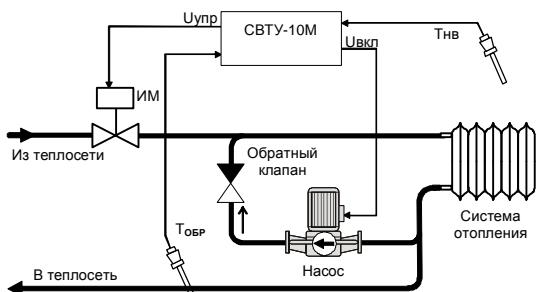 Uупр
СВТУ-10М
Uвкл
Тнв
ИМ
Из теплосети
Обратный
клапан
Система
отопления
ТОБР
Насос
В теплосеть